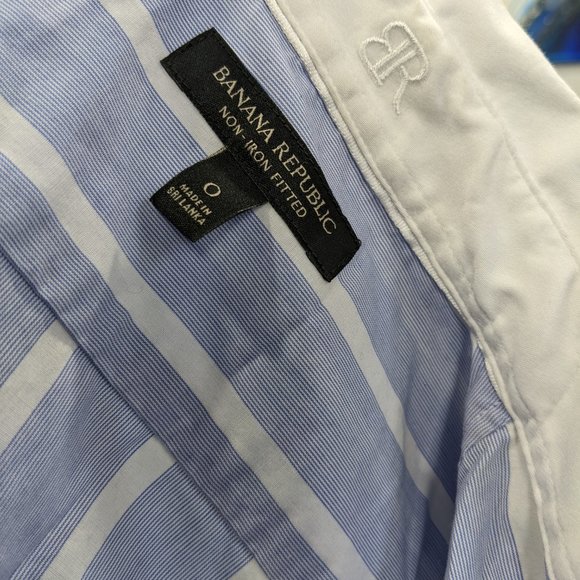 BANANA REPUBLIC
NON-IRON FITTED
0
MADE IN
SRI LANKA
BR